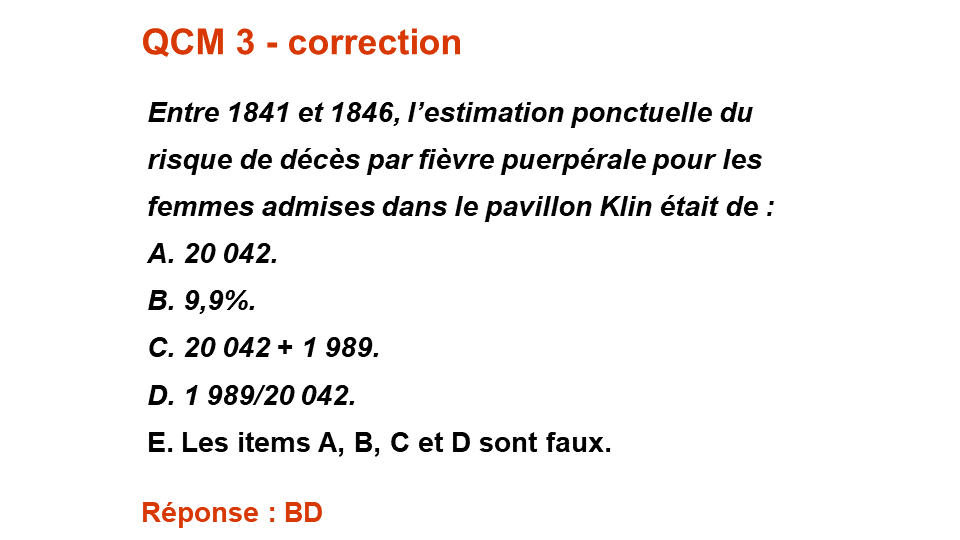 QCM 3 - correction
Entre 1841 et 1846, l’estimation ponctuelle du
risque de décès par fièvre puerpérale pour les
femmes admises dans le pavillon Klin était de :
A. 20 042.
B. 9,9%.
C. 20 042 + 1 989.
D. 1 989/20 042.
E. Les items A, B, C et D sont faux.
Réponse : BD